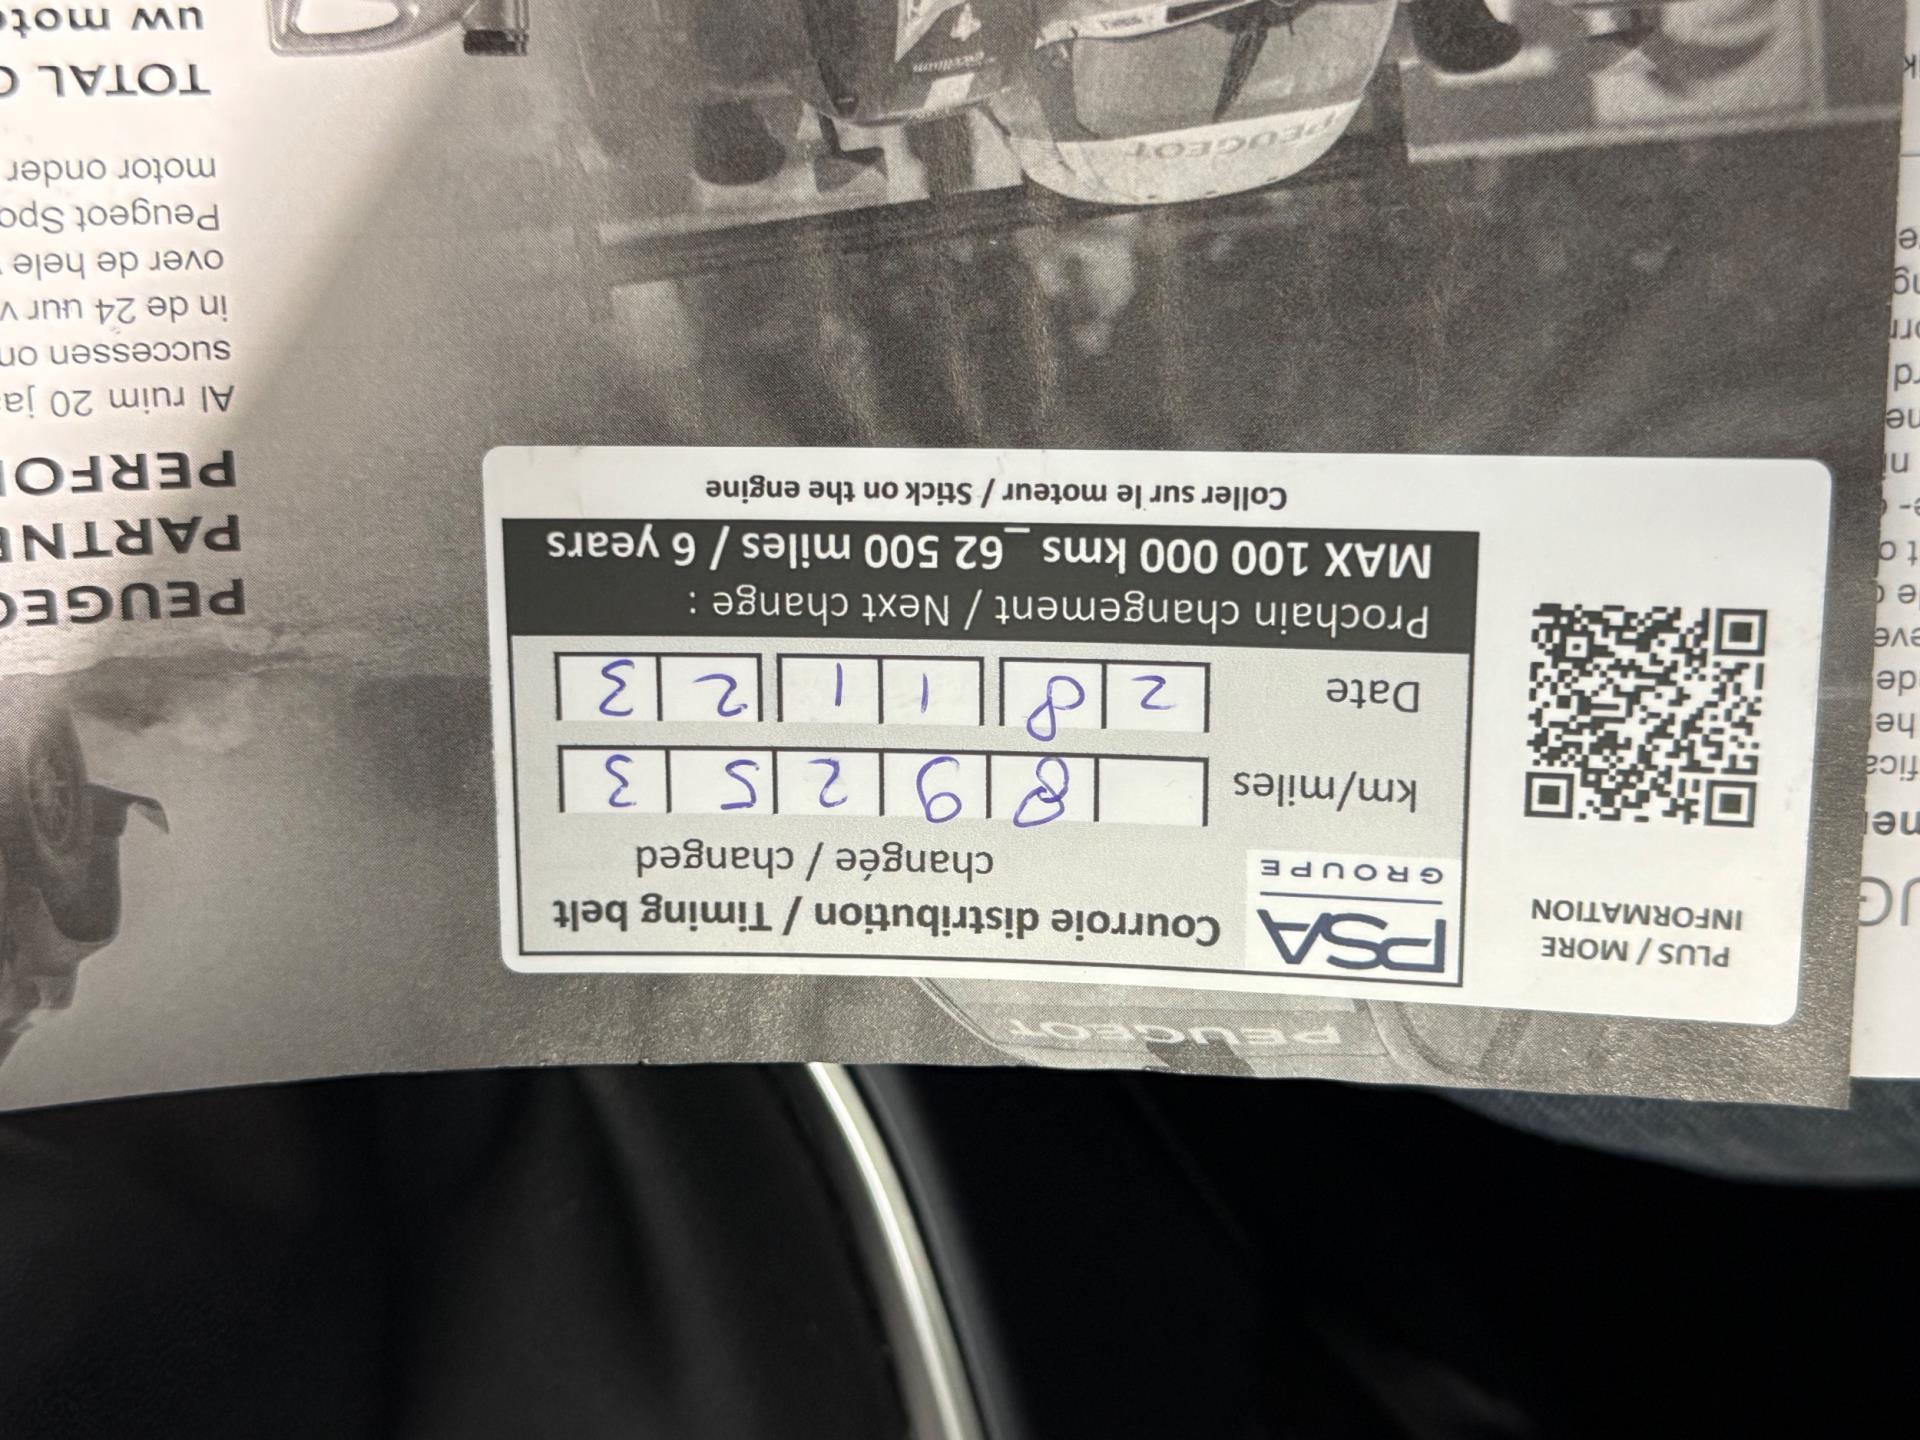 PLUS / MORE
INFORMATION
PSA
GROUPE
Courroie distribution / Timing belt
changée / changed
km/miles 8 9 2 5 3
Date 2 8 1 1 2 3
Prochain changement / Next change :
MAX 100 000 kms _ 62 500 miles / 6 years
Coller sur le moteur / Stick on the engine
PEUGEOT
PEUGEOT
PEUGEO
PARTNE
PERFO
Al ruim 20 ja
successen on
in de 24 uur v
over de hele
Peugeot Spo
motor onder
TOTAL
uw moto